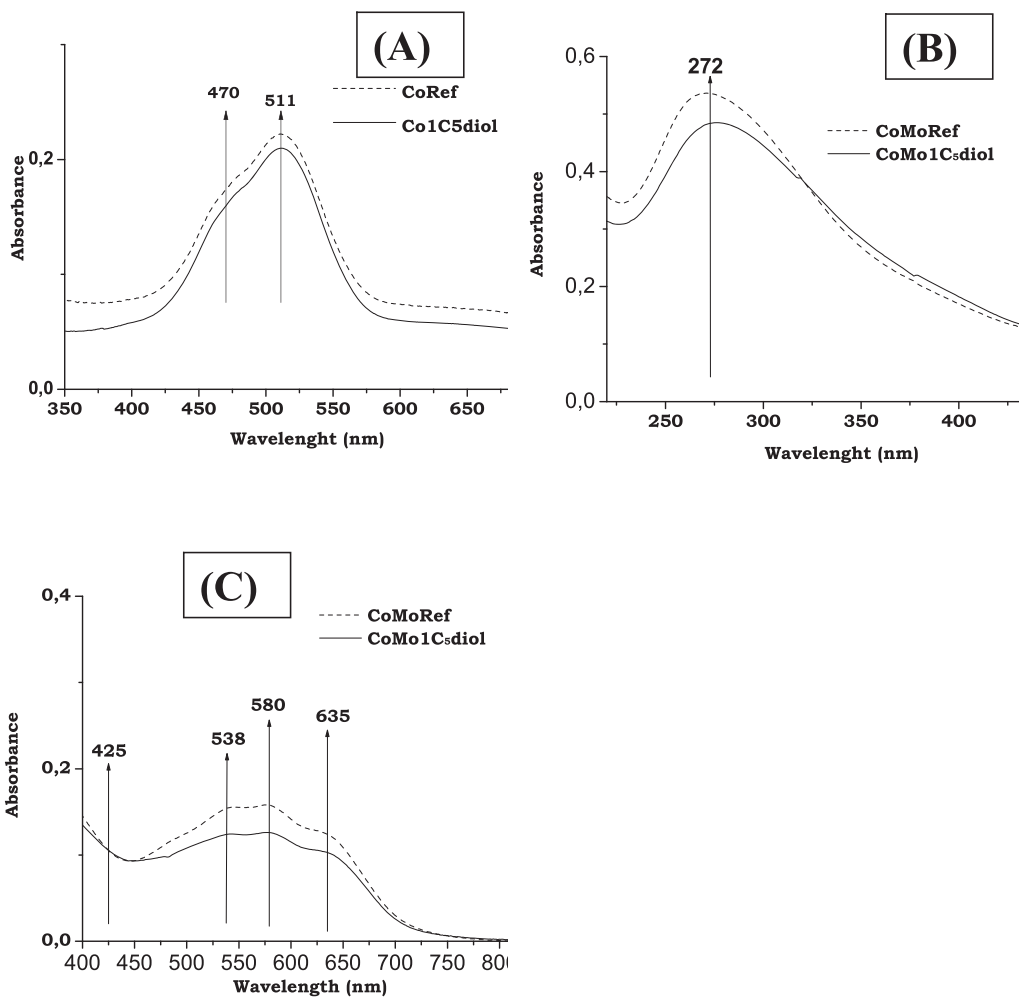 (A)
CoRef
Co1C5diol
470
511
0,2
0,0
Absorbance
350 400 450 500 550 600 650
Wavelenght (nm)
(B)
272
CoMoRef
CoMo1C₅diol
0,6
0,4
0,2
0,0
Absorbance
250 300 350 400
Wavelenght (nm)
(C)
CoMoRef
CoMo1C₅diol
425
538
580
635
0,4
0,2
0,0
Absorbance
400 450 500 550 600 650 700 750
Wavelength (nm)